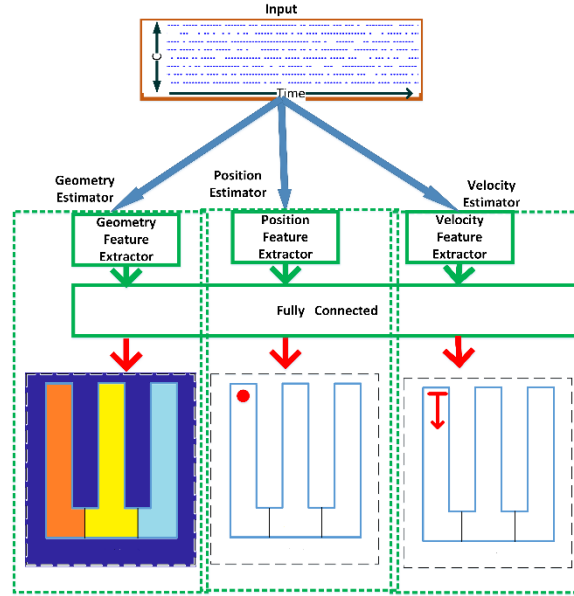 Input
C
Time
Geometry
Estimator
Position
Estimator
Velocity
Estimator
Geometry
Feature
Extractor
Position
Feature
Extractor
Velocity
Feature
Extractor
Fully Connected